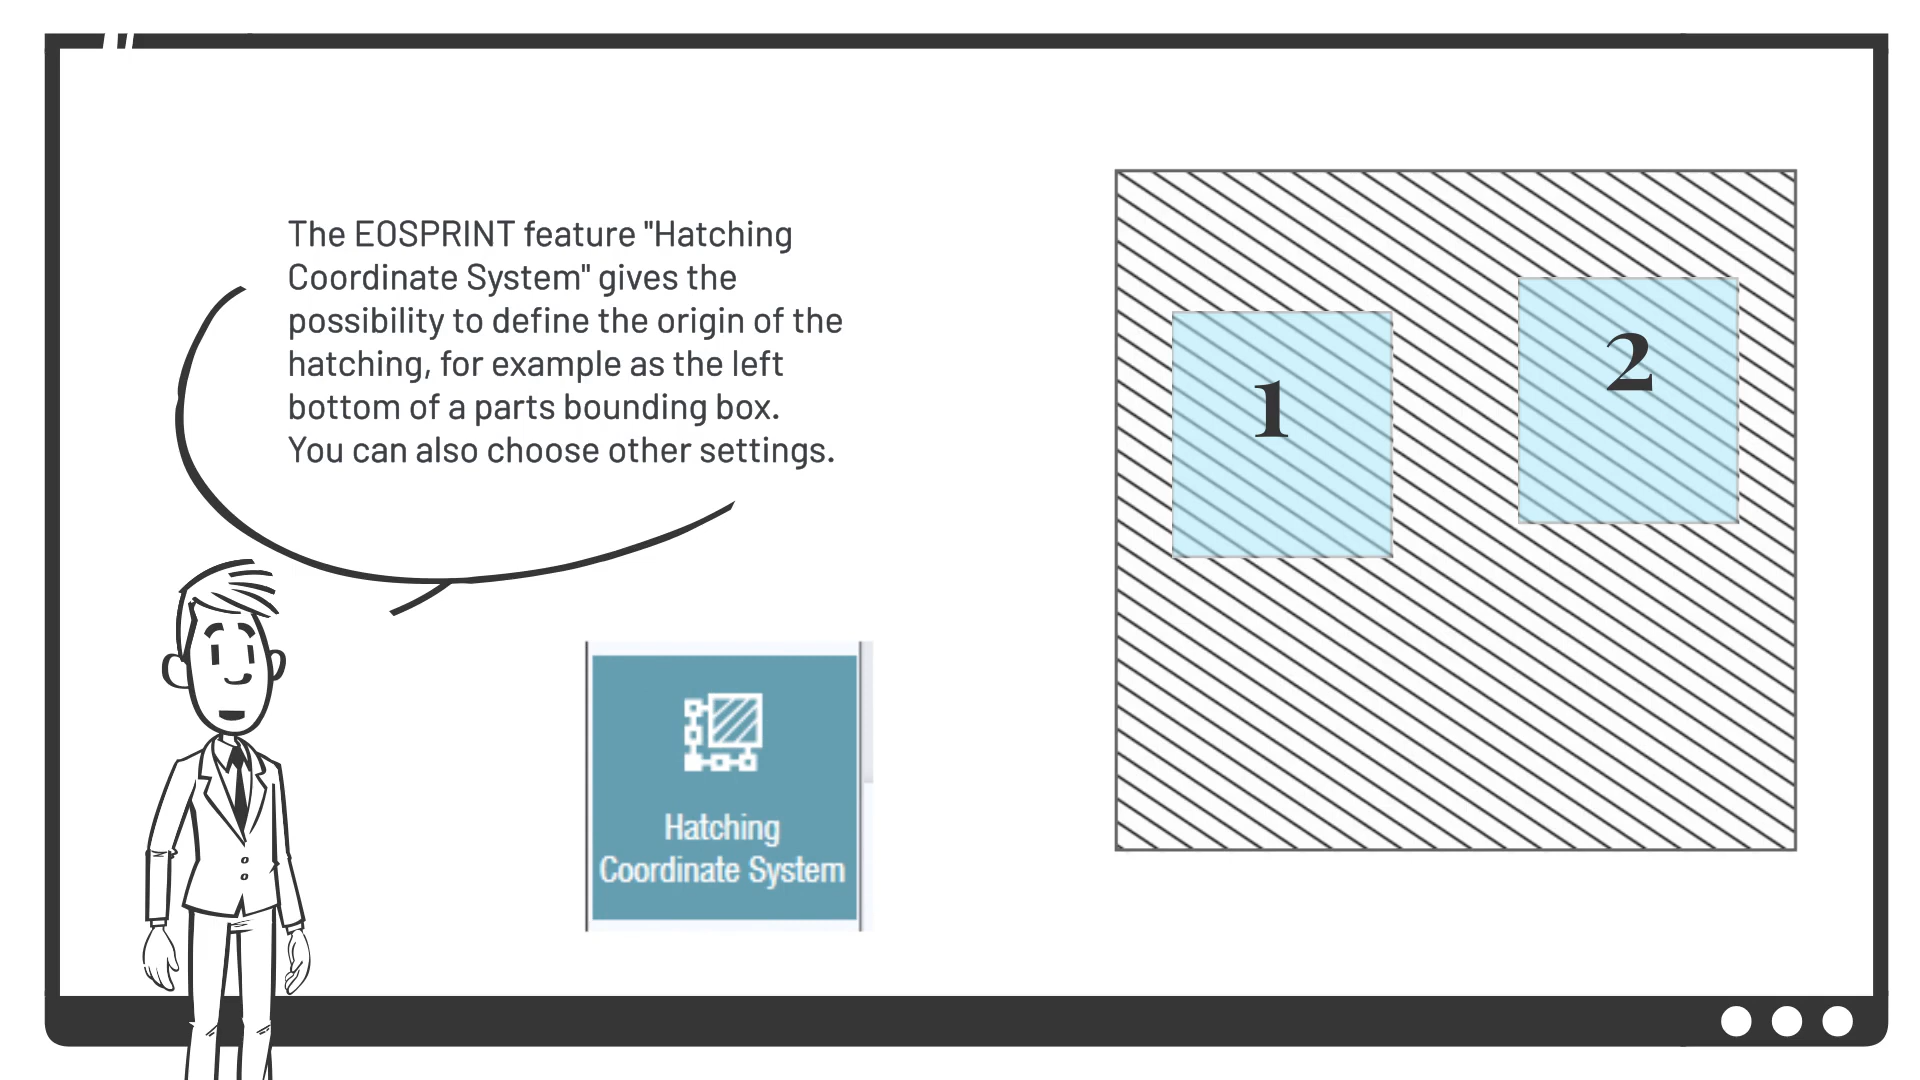 The EOSPRINT feature "Hatching
Coordinate System" gives the
possibility to define the origin of the
hatching, for example as the left
bottom of a parts bounding box.
You can also choose other settings.
1
2
Hatching
Coordinate System